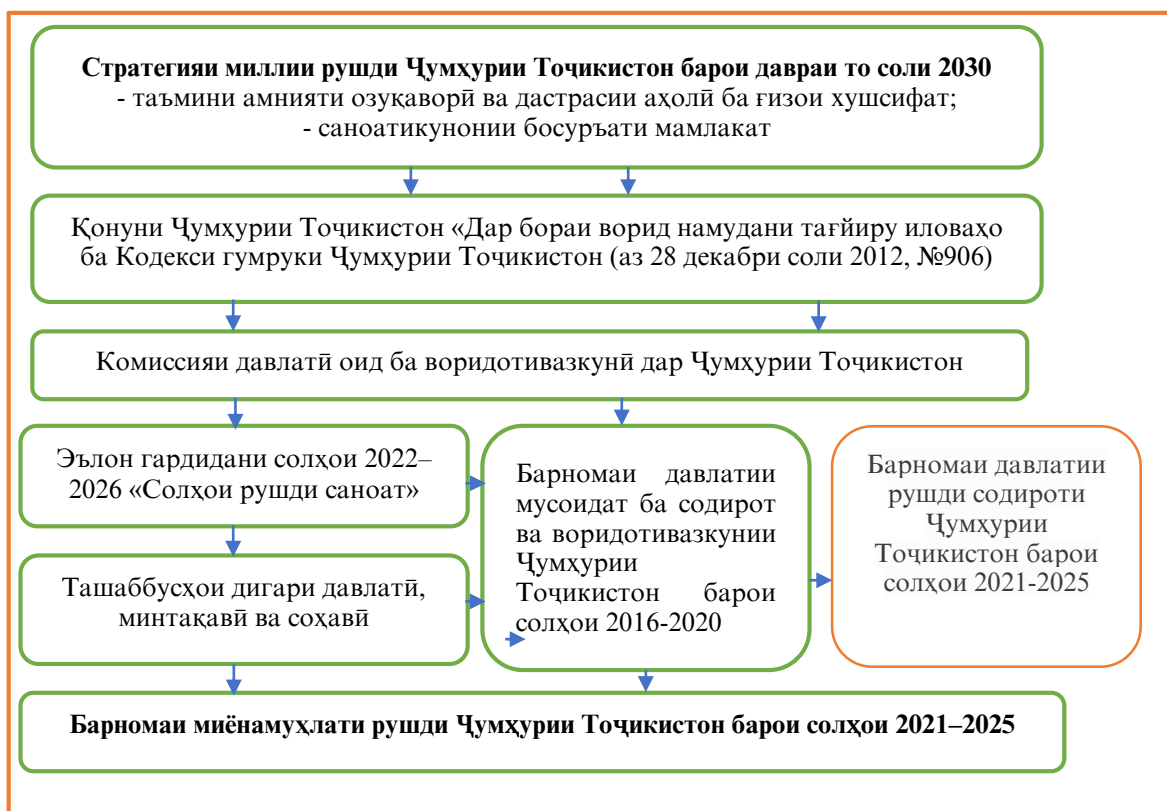 Стратегияи миллии рушди Ҷумҳурии Тоҷикистон барои давраи то соли 2030
- таъмини амнияти озуқаворӣ ва дастрасии аҳолӣ ба ғизои хушсифат;
- саноатикунонии босуръати мамлакат
Қонуни Ҷумҳурии Тоҷикистон «Дар бораи ворид намудани тағйиру иловаҳо
ба Кодекси гумруки Ҷумҳурии Тоҷикистон (аз 28 декабри соли 2012, №906)
Комиссияи давлатӣ оид ба воридотивазкунӣ дар Ҷумҳурии Тоҷикистон
Эълон гардидани солҳои 2022–
2026 «Солҳои рушди саноат»
Ташаббусҳои дигари давлатӣ,
минтақавӣ ва соҳавӣ
Барномаи давлатии
мусоидат ба содирот
ва воридотивазкунии
Ҷумҳурии
Тоҷикистон барои
солҳои 2016-2020
Барномаи давлатии
рушди содироти
Ҷумҳурии
Тоҷикистон барои
солҳои 2021-2025
Барномаи миёнамуҳлати рушди Ҷумҳурии Тоҷикистон барои солҳои 2021–2025